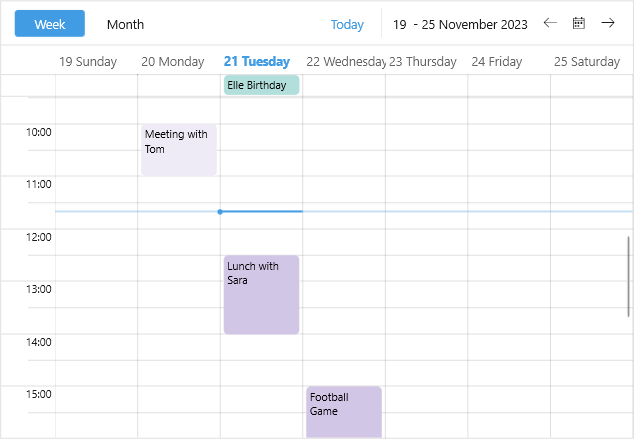 Week
Month
Today
19 - 25 November 2023
19 Sunday
20 Monday
21 Tuesday
22 Wednesday
23 Thursday
24 Friday
25 Saturday
Elle Birthday
10:00
Meeting with
Tom
11:00
12:00
Lunch with
Sara
13:00
14:00
15:00
Football
Game